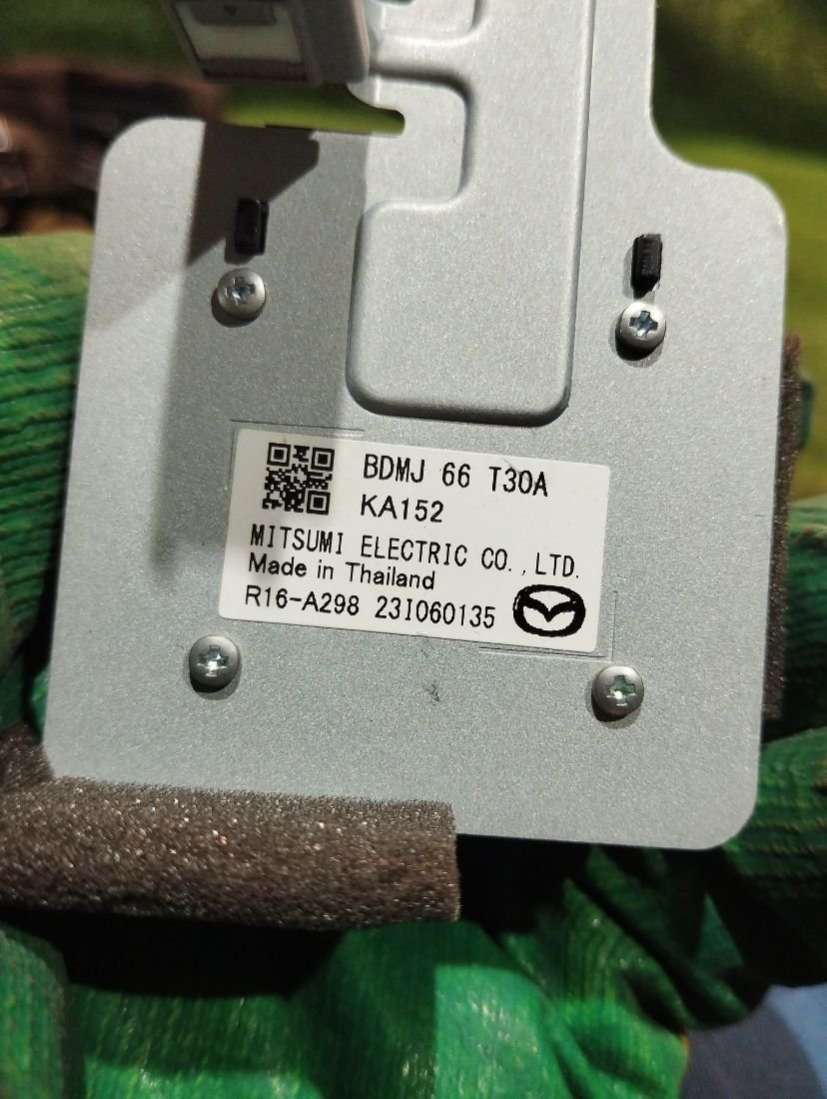 BDMJ 66 T30A
KA152
MITSUMI ELECTRIC CO.,LTD.
Made in Thailand
R16-A298 23I060135